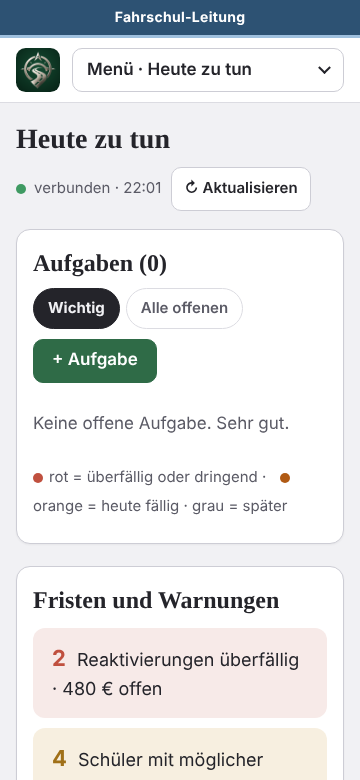 Fahrschul-Leitung
Menü · Heute zu tun
Heute zu tun
verbunden · 22:01
↻ Aktualisieren
Aufgaben (0)
Wichtig
Alle offenen
+ Aufgabe
Keine offene Aufgabe. Sehr gut.
rot = überfällig oder dringend ·
orange = heute fällig · grau = später
Fristen und Warnungen
2 Reaktivierungen überfällig
· 480 € offen
4 Schüler mit möglicher